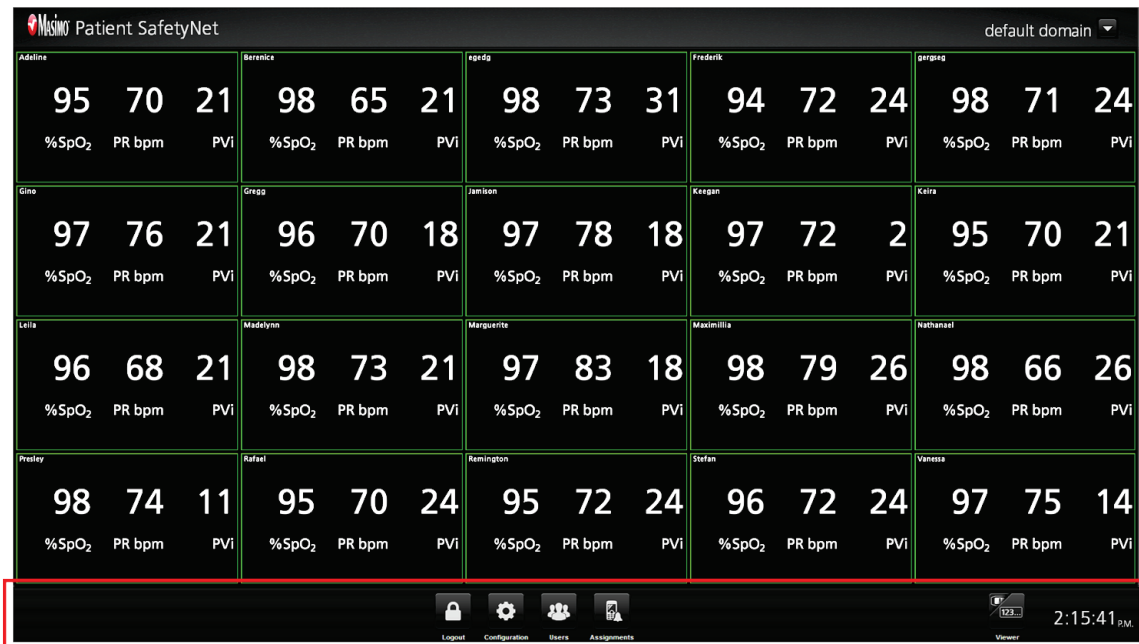 Masimo Patient SafetyNet default domain
Adeline Berenice egedg Frederik gergseg
95 70 21 98 65 21 98 73 31 94 72 24 98 71 24
%SpO₂ PR bpm PVi %SpO₂ PR bpm PVi %SpO₂ PR bpm PVi %SpO₂ PR bpm PVi %SpO₂ PR bpm PVi
Gino Gregg Jamison Keegan Keira
97 76 21 96 70 18 97 78 18 97 72 2 95 70 21
%SpO₂ PR bpm PVi %SpO₂ PR bpm PVi %SpO₂ PR bpm PVi %SpO₂ PR bpm PVi %SpO₂ PR bpm PVi
Leila Madelynn Marguerite Maximillia Nathanael
96 68 21 98 73 21 97 83 18 98 79 26 98 66 26
%SpO₂ PR bpm PVi %SpO₂ PR bpm PVi %SpO₂ PR bpm PVi %SpO₂ PR bpm PVi %SpO₂ PR bpm PVi
Presley Rafael Remington Stefan Vanessa
98 74 11 95 70 24 95 72 24 96 72 24 97 75 14
%SpO₂ PR bpm PVi %SpO₂ PR bpm PVi %SpO₂ PR bpm PVi %SpO₂ PR bpm PVi %SpO₂ PR bpm PVi
123... 2:15:41 P.M.
Logout Configuration Users Assignments Viewer